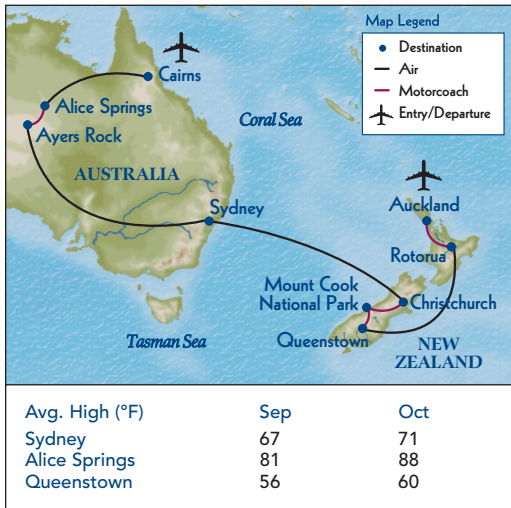 Map Legend
Destination
Air
Motorcoach
Entry/Departure
Cairns
Alice Springs
Ayers Rock
Coral Sea
AUSTRALIA
Sydney
Auckland
Rotorua
Mount Cook
National Park
Christchurch
Queenstown
Tasman Sea
NEW
ZEALAND
Avg. High (°F) Sep Oct
Sydney 67 71
Alice Springs 81 88
Queenstown 56 60